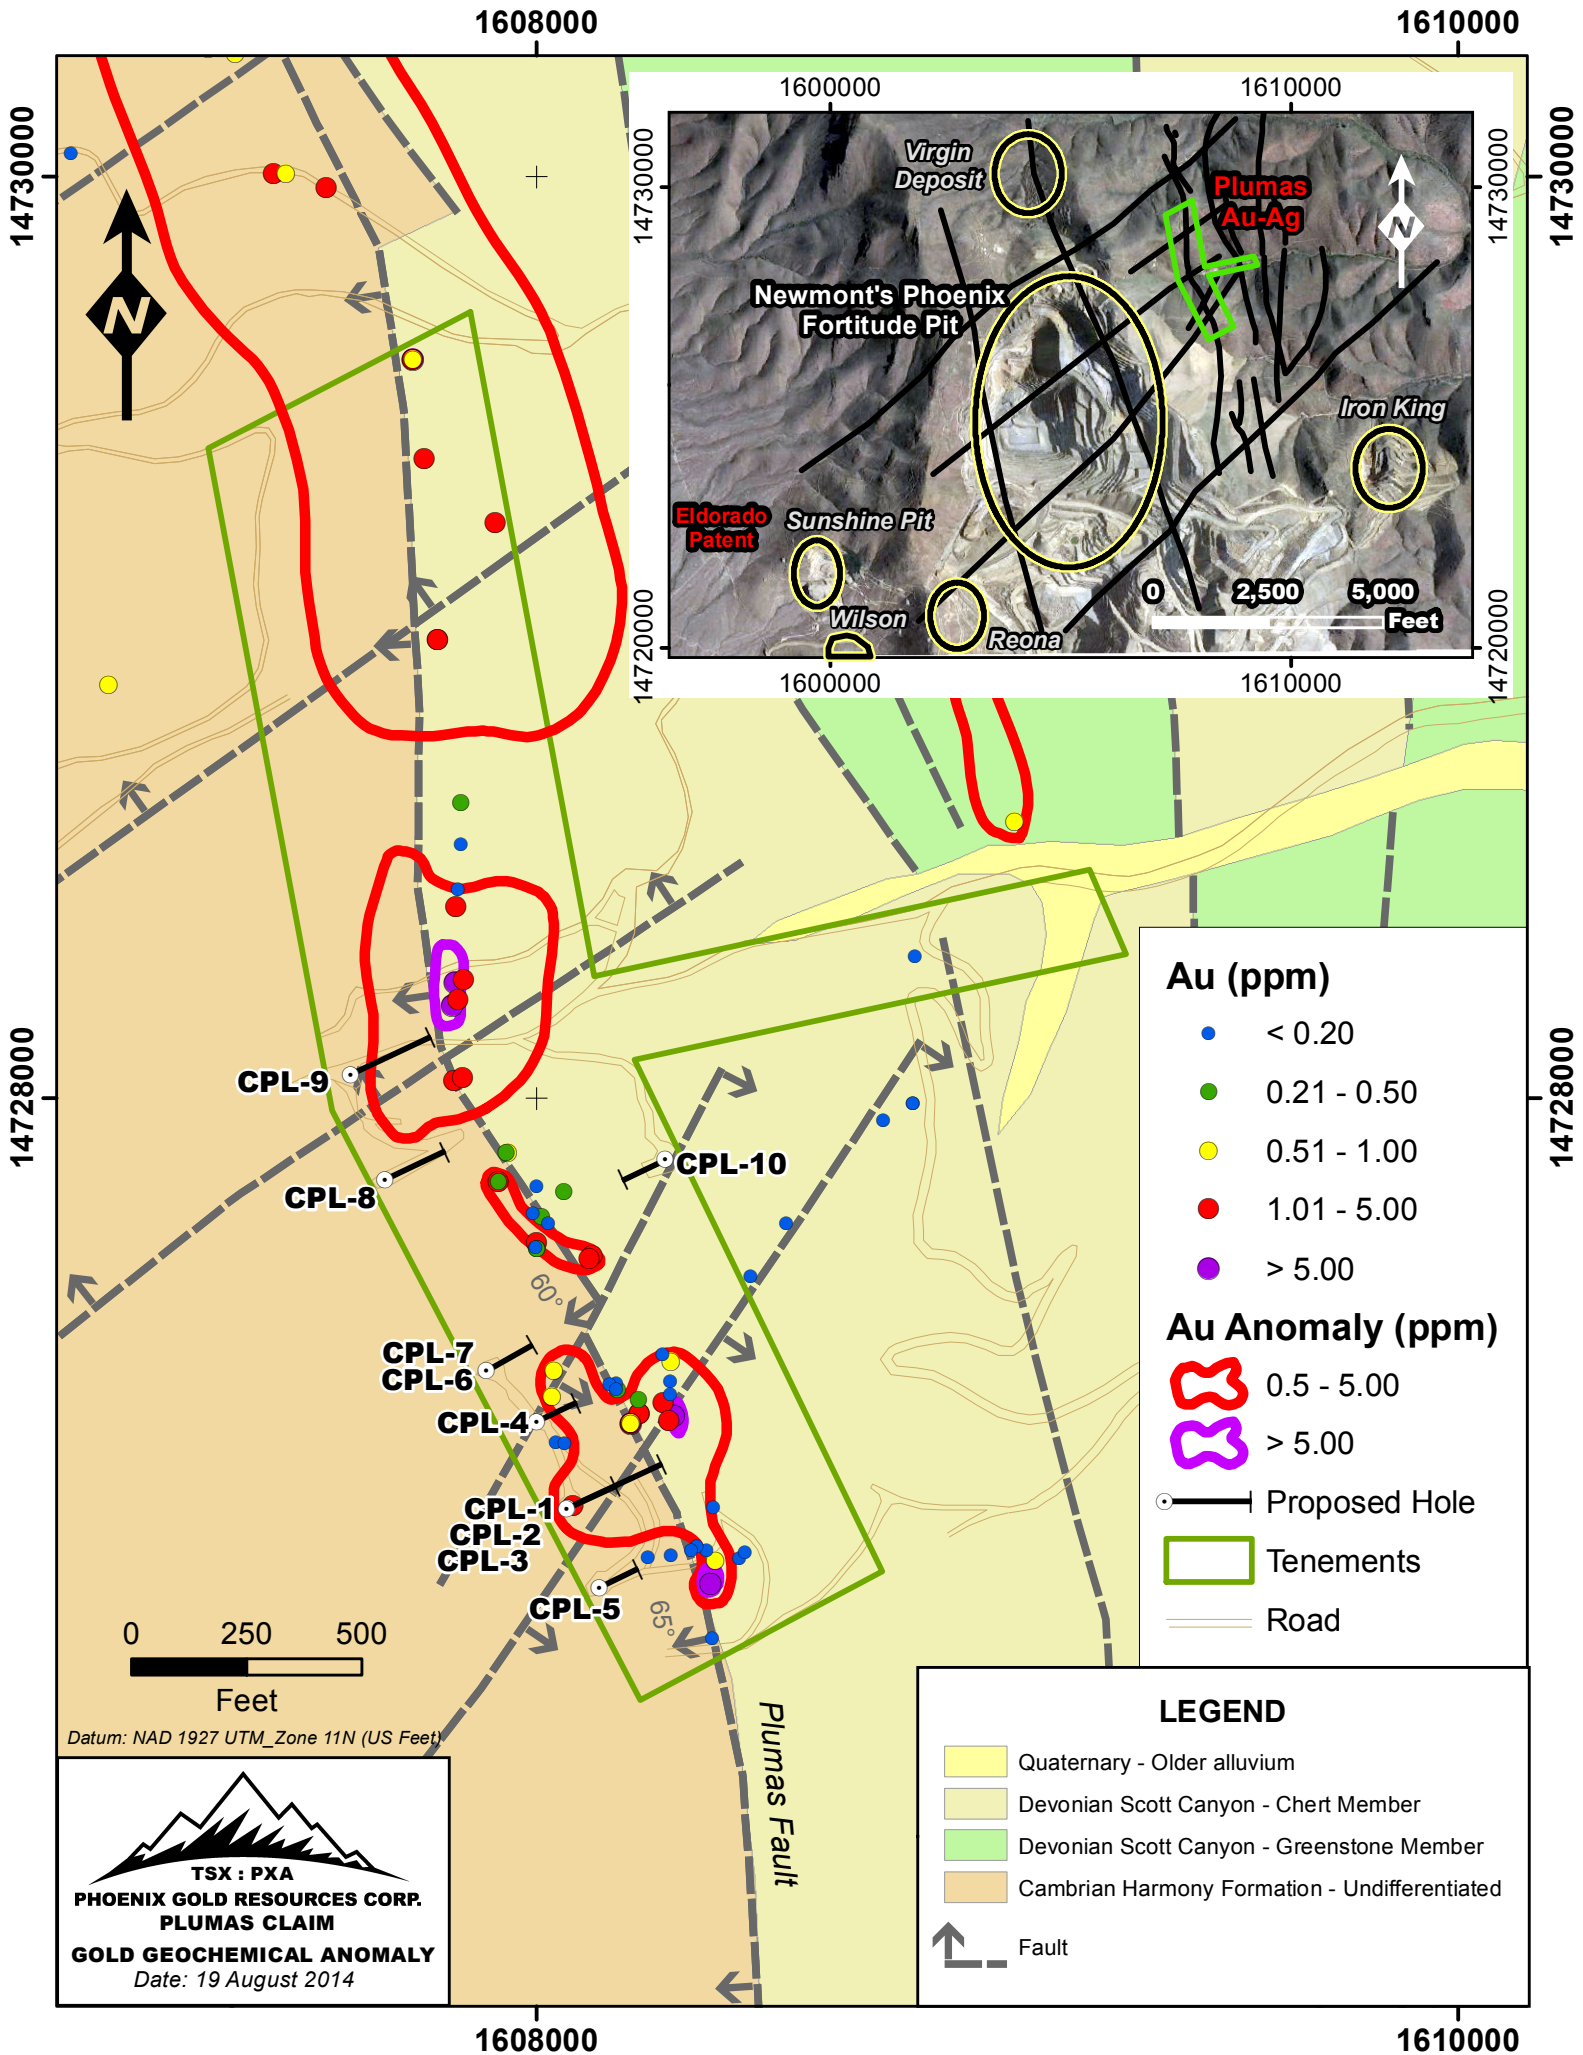 1608000
1610000
14730000
14730000
1600000
1610000
14730000
14730000
Virgin
Deposit
Plumas
Au-Ag
N
N
Newmont's Phoenix
Fortitude Pit
Iron King
Eldorado
Patent
Sunshine Pit
0
2,500
5,000
Feet
Wilson
Reona
14720000
14720000
1600000
1610000
14728000
14728000
CPL-9
CPL-8
CPL-10
60°
CPL-7
CPL-6
CPL-4
CPL-1
CPL-2
CPL-3
CPL-5
65°
Plumas Fault
Au (ppm)
< 0.20
0.21 - 0.50
0.51 - 1.00
1.01 - 5.00
> 5.00
Au Anomaly (ppm)
0.5 - 5.00
> 5.00
Proposed Hole
Tenements
Road
0
250
500
Feet
Datum: NAD 1927 UTM_Zone 11N (US Feet)
TSX : PXA
PHOENIX GOLD RESOURCES CORP.
PLUMAS CLAIM
GOLD GEOCHEMICAL ANOMALY
Date: 19 August 2014
LEGEND
Quaternary - Older alluvium
Devonian Scott Canyon - Chert Member
Devonian Scott Canyon - Greenstone Member
Cambrian Harmony Formation - Undifferentiated
Fault
1608000
1610000